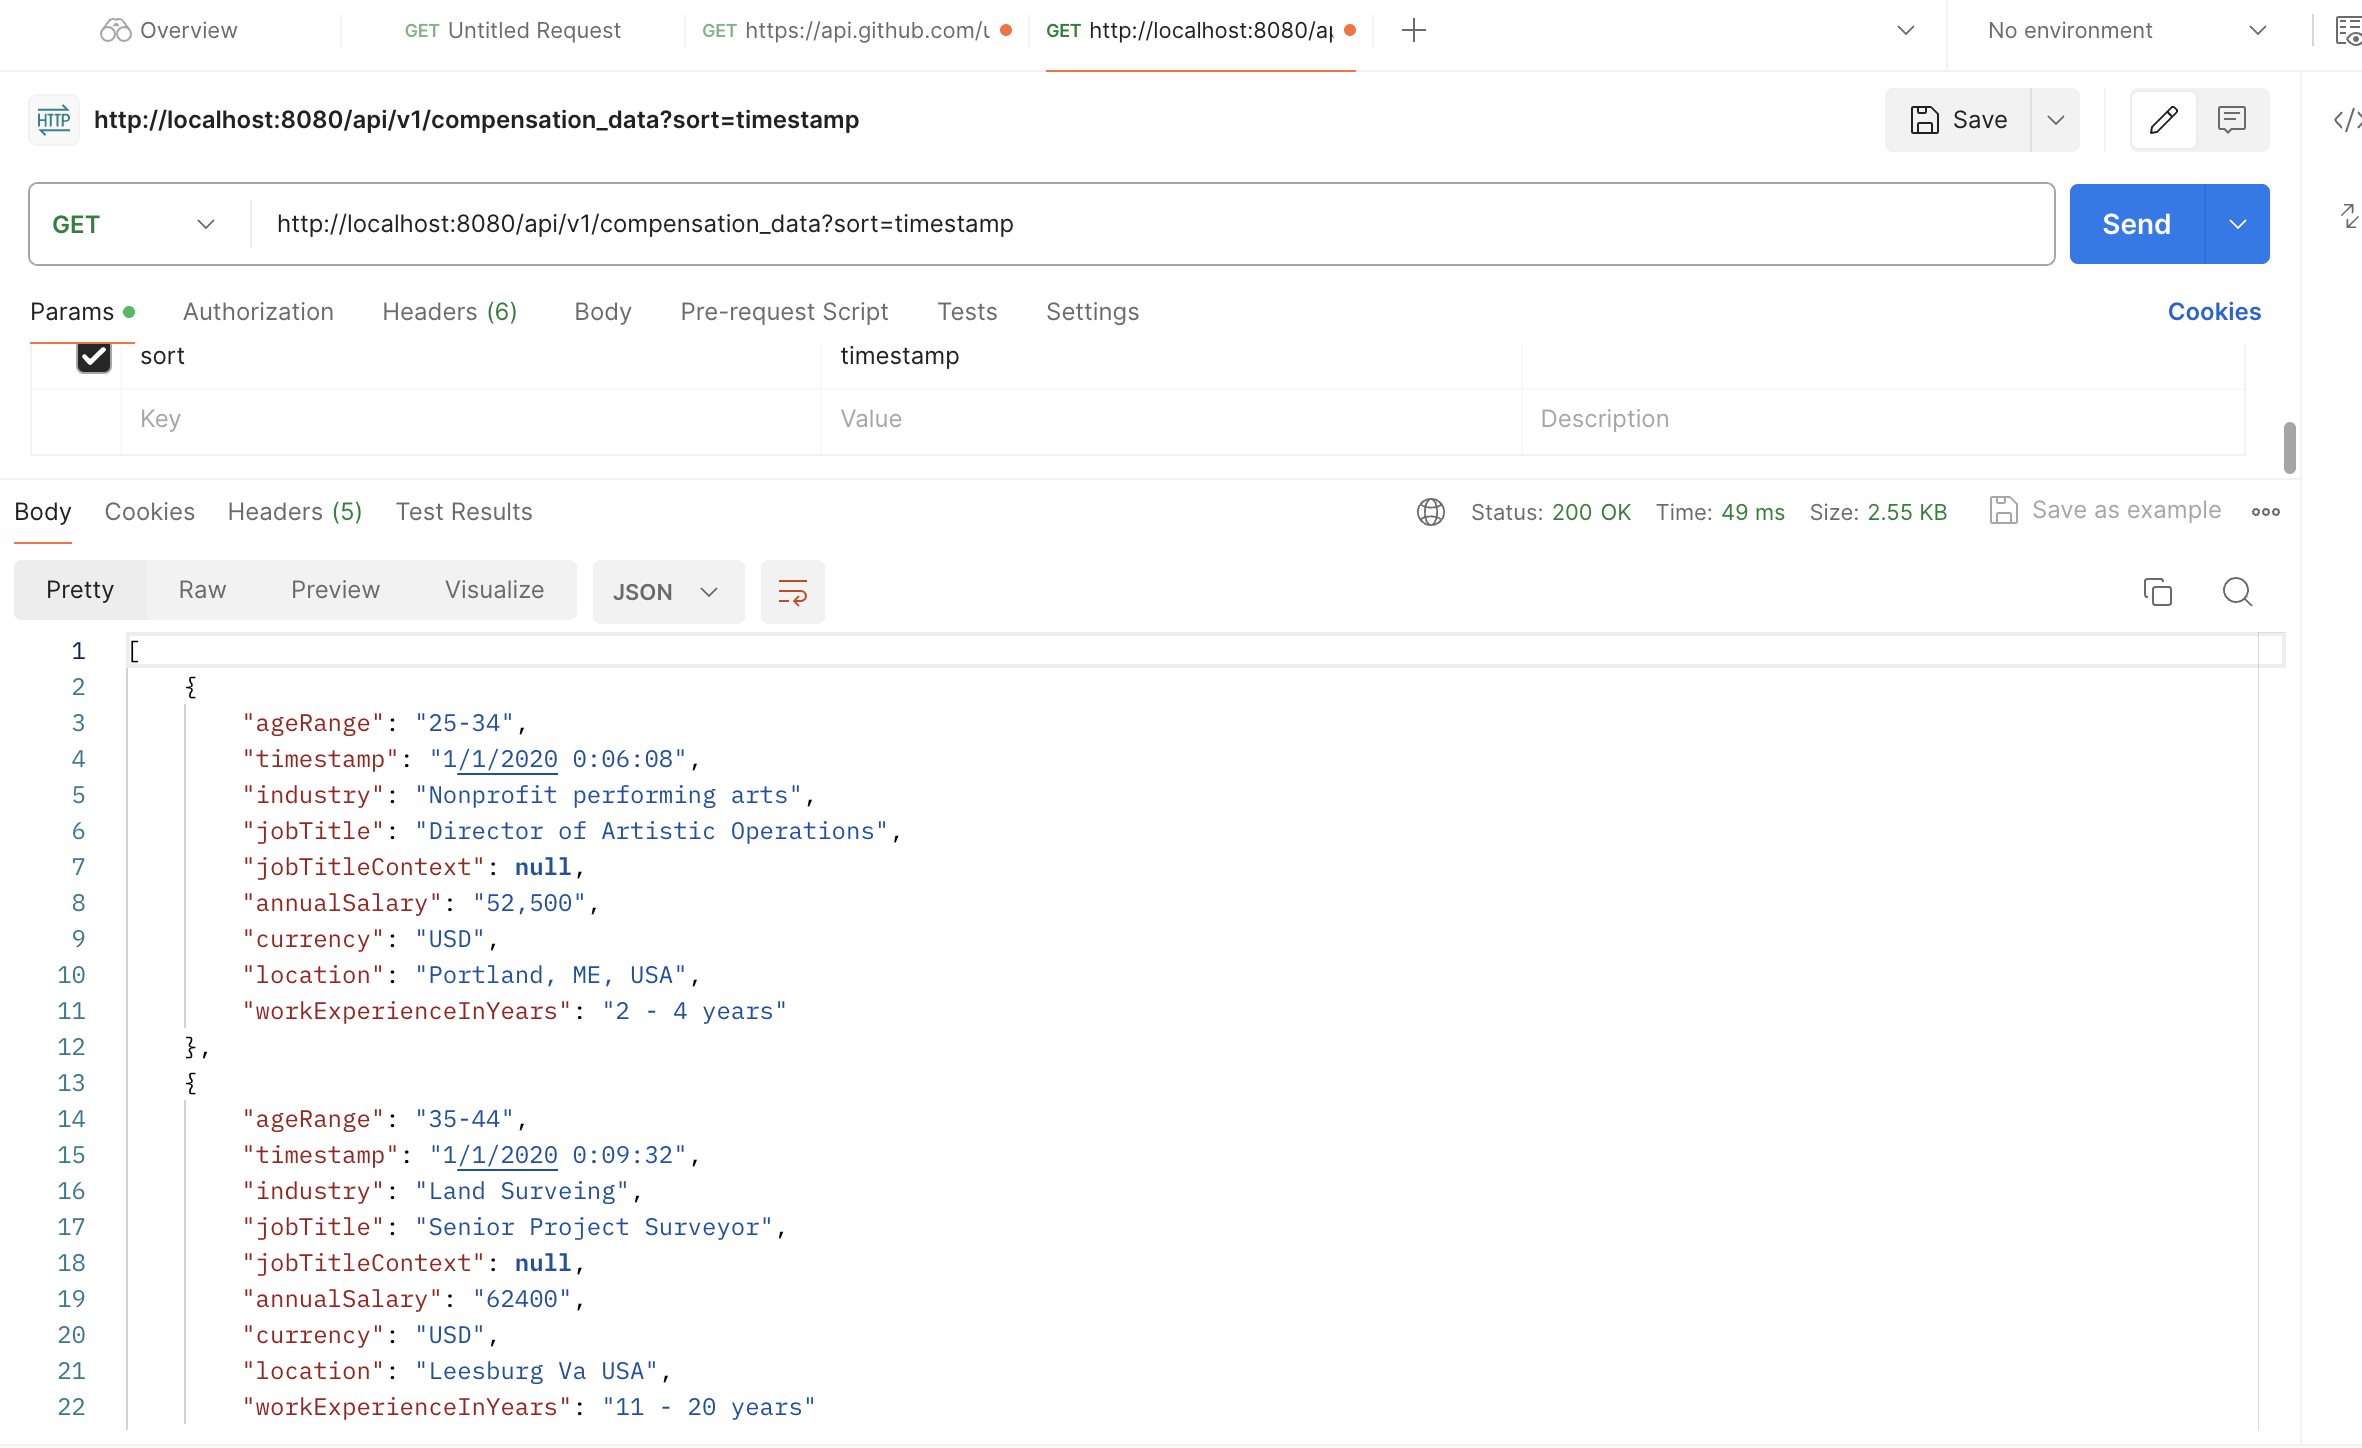 Overview GET Untitled Request GET https://api.github.com/u GET http://localhost:8080/ap No environment
HTTP http://localhost:8080/api/v1/compensation_data?sort=timestamp Save
GET http://localhost:8080/api/v1/compensation_data?sort=timestamp Send
Params Authorization Headers (6) Body Pre-request Script Tests Settings Cookies
sort timestamp
Key Value Description
Body Cookies Headers (5) Test Results Status: 200 OK Time: 49 ms Size: 2.55 KB Save as example
Pretty Raw Preview Visualize JSON
1 [
2 {
3 "ageRange": "25-34",
4 "timestamp": "1/1/2020 0:06:08",
5 "industry": "Nonprofit performing arts",
6 "jobTitle": "Director of Artistic Operations",
7 "jobTitleContext": null,
8 "annualSalary": "52,500",
9 "currency": "USD",
10 "location": "Portland, ME, USA",
11 "workExperienceInYears": "2 - 4 years"
12 },
13 {
14 "ageRange": "35-44",
15 "timestamp": "1/1/2020 0:09:32",
16 "industry": "Land Surveing",
17 "jobTitle": "Senior Project Surveyor",
18 "jobTitleContext": null,
19 "annualSalary": "62400",
20 "currency": "USD",
21 "location": "Leesburg Va USA",
22 "workExperienceInYears": "11 - 20 years"